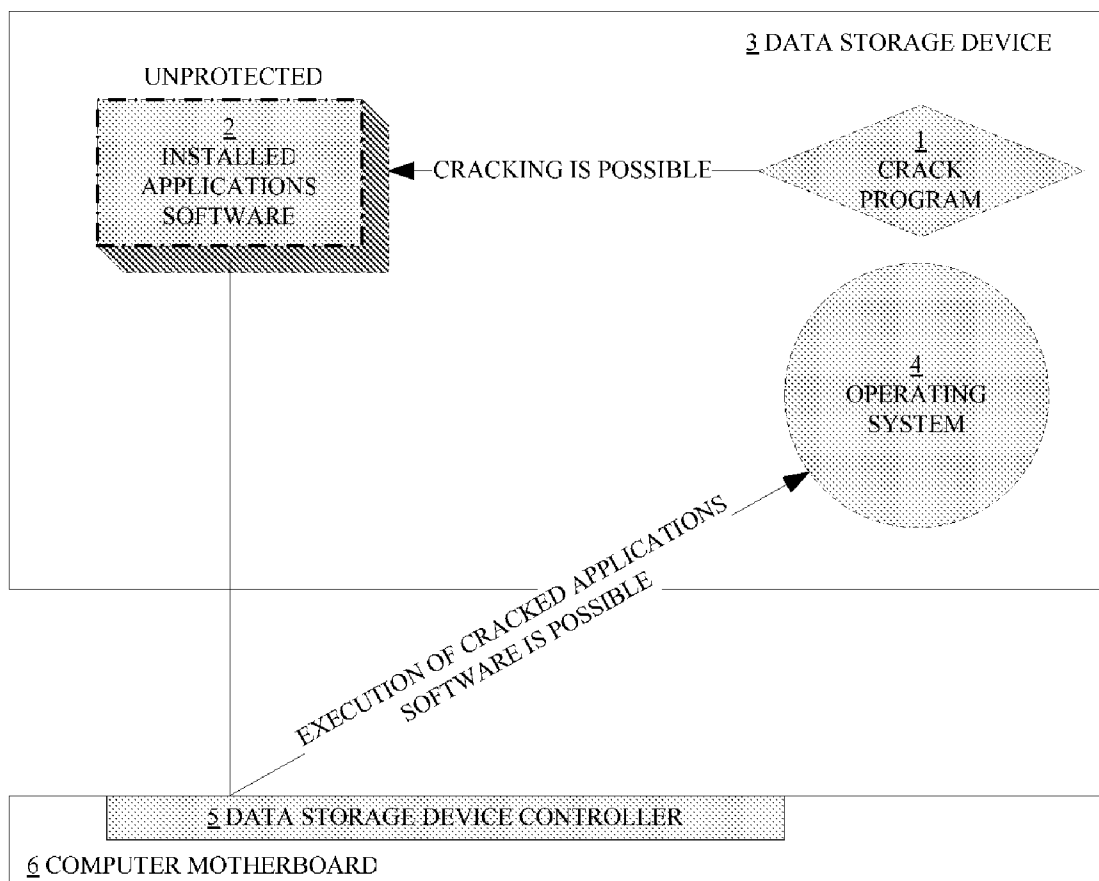 3 DATA STORAGE DEVICE
UNPROTECTED
2
INSTALLED
APPLICATIONS
SOFTWARE
CRACKING IS POSSIBLE
1
CRACK
PROGRAM
4
OPERATING
SYSTEM
EXECUTION OF CRACKED APPLICATIONS
SOFTWARE IS POSSIBLE
5 DATA STORAGE DEVICE CONTROLLER
6 COMPUTER MOTHERBOARD